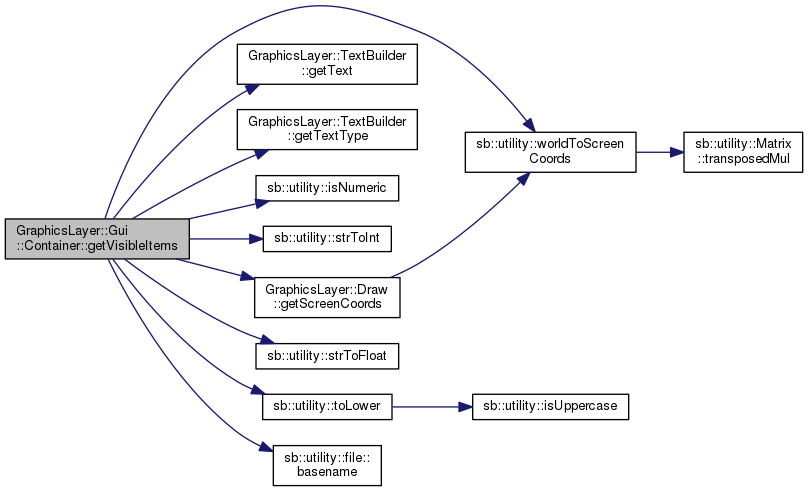 GraphicsLayer::Gui
::Container::getVisibleItems
GraphicsLayer::TextBuilder
::getText
GraphicsLayer::TextBuilder
::getTextType
sb::utility::isNumeric
sb::utility::strToInt
GraphicsLayer::Draw
::getScreenCoords
sb::utility::strToFloat
sb::utility::toLower
sb::utility::file::
basename
sb::utility::worldToScreen
Coords
sb::utility::isUppercase
sb::utility::Matrix
::transposedMul